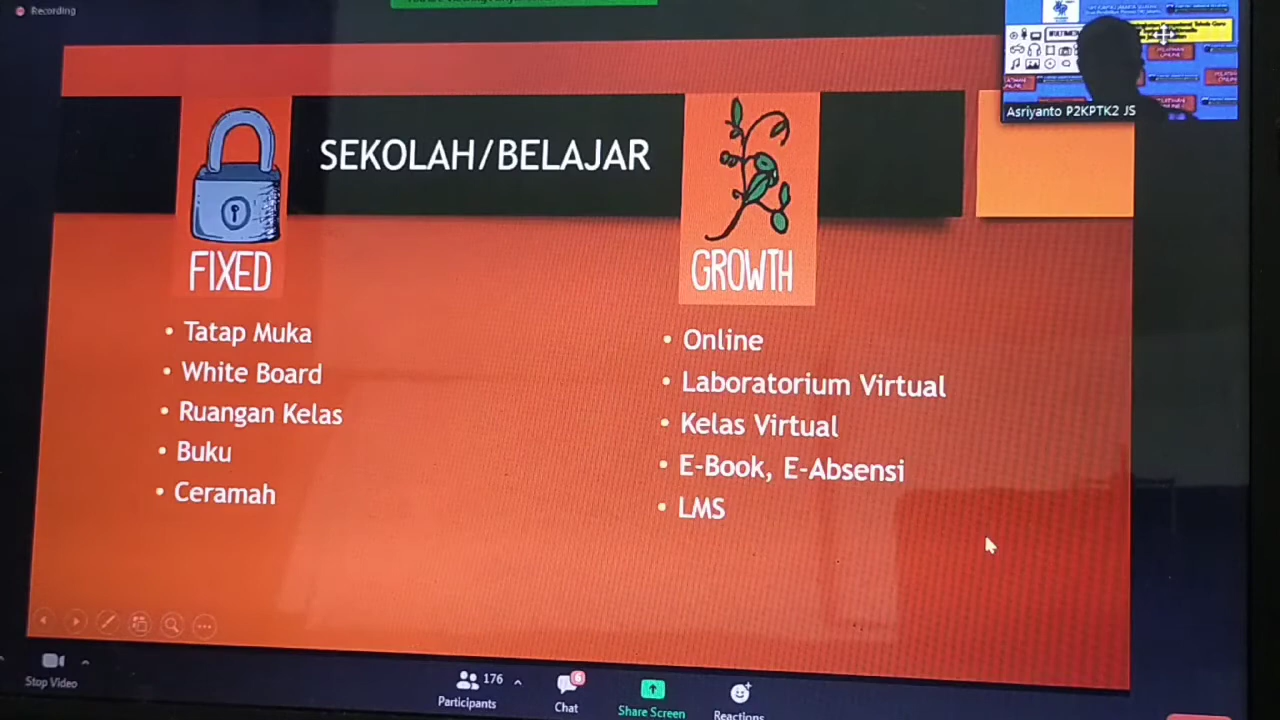 Recording
SEKOLAH/BELAJAR
FIXED
GROWTH
Tatap Muka
White Board
Ruangan Kelas
Buku
Ceramah
Online
Laboratorium Virtual
Kelas Virtual
E-Book, E-Absensi
LMS
Asriyanto P2KPTK2 JS
Stop Video
176
Participants
6
Chat
Share Screen
Reactions